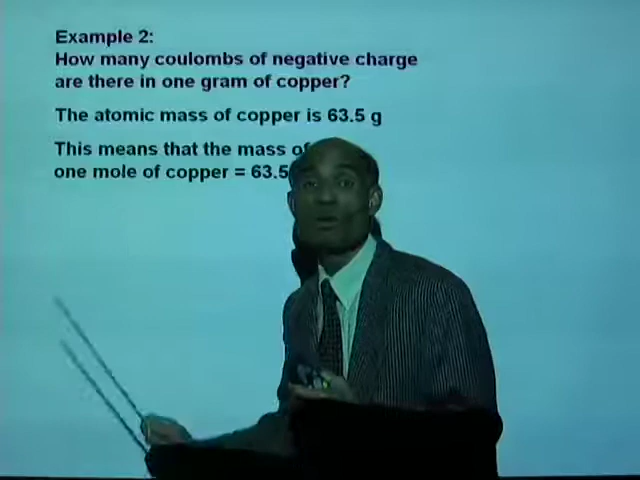 Example 2:
How many coulombs of negative charge
are there in one gram of copper?
The atomic mass of copper is 63.5 g
This means that the mass of
one mole of copper = 63.5